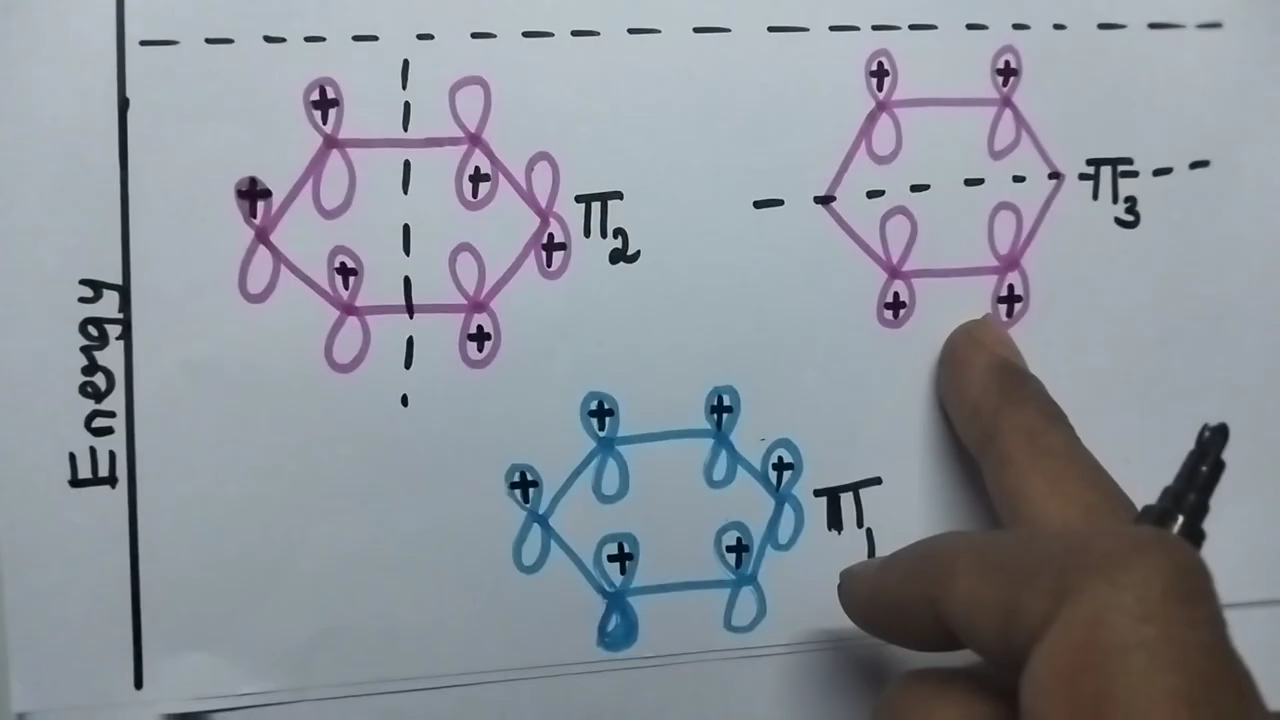 Energy
+ + + + + + π₂
+ + + + π₃
+ + + + + + π₁